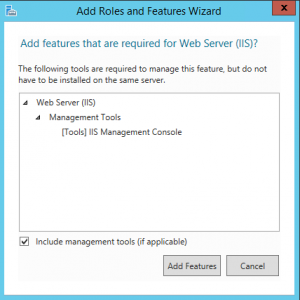 Add Roles and Features Wizard
x
Add features that are required for Web Server (IIS)?
The following tools are required to manage this feature, but do not
have to be installed on the same server.
Web Server (IIS)
Management Tools
[Tools] IIS Management Console
Include management tools (if applicable)
Add Features
Cancel